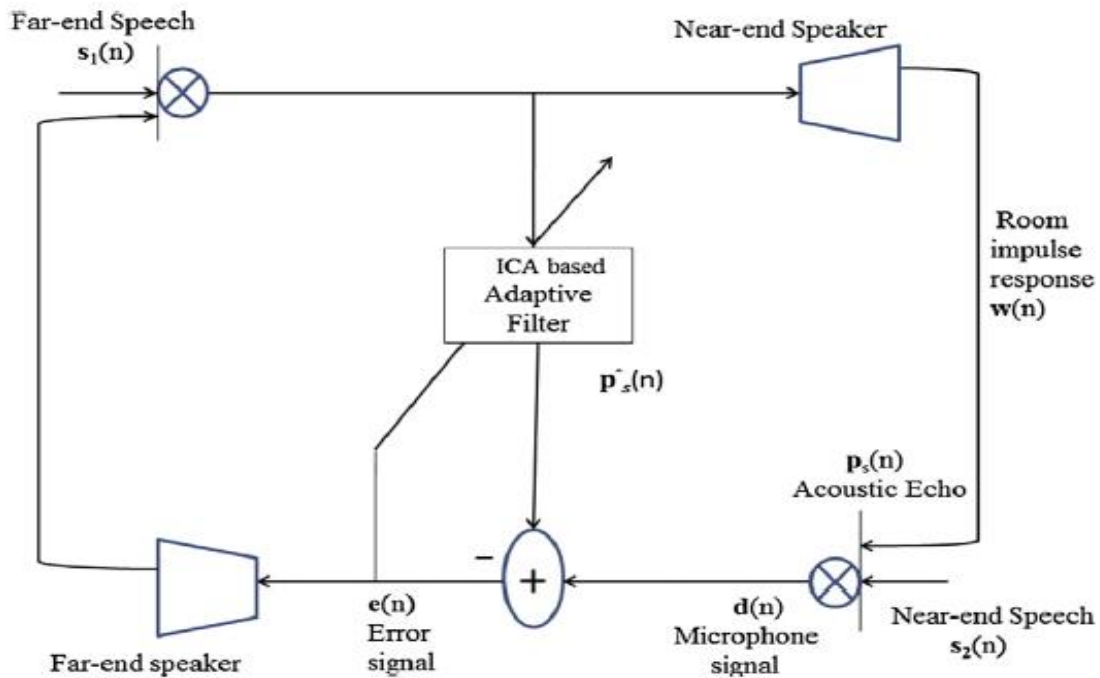 Far-end Speech
s₁(n)
Near-end Speaker
Room
impulse
response
w(n)
ICA based
Adaptive
Filter
pˆₛ(n)
pₛ(n)
Acoustic Echo
−
+
e(n)
Error
signal
d(n)
Microphone
signal
Near-end Speech
s₂(n)
Far-end speaker